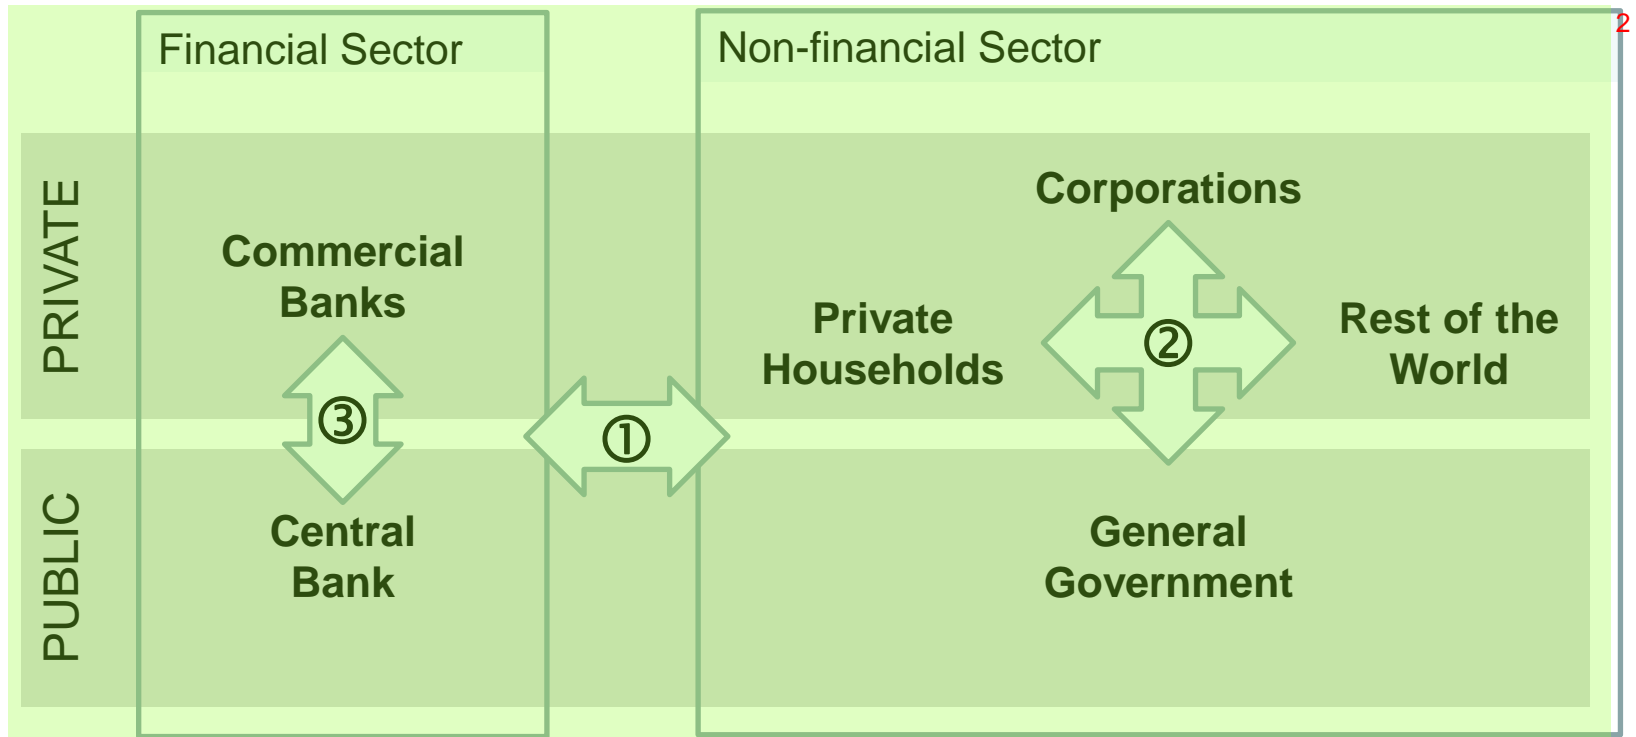 Financial Sector
Non-financial Sector
2
PRIVATE
Commercial
Banks
Corporations
Private
Households
②
Rest of the
World
③
①
PUBLIC
Central
Bank
General
Government